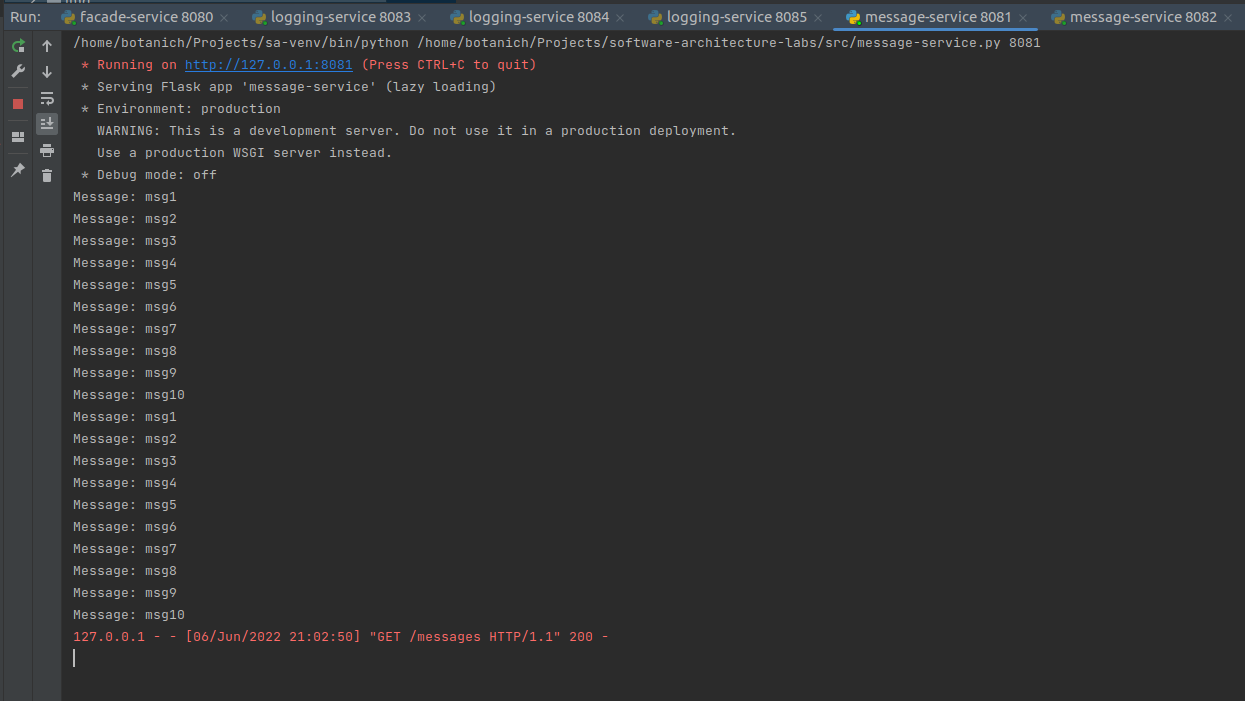 Run: facade-service 8080 logging-service 8083 logging-service 8084 logging-service 8085 message-service 8081 message-service 8082
/home/botanich/Projects/sa-venv/bin/python /home/botanich/Projects/software-architecture-labs/src/message-service.py 8081
* Running on http://127.0.0.1:8081 (Press CTRL+C to quit)
* Serving Flask app 'message-service' (lazy loading)
* Environment: production
WARNING: This is a development server. Do not use it in a production deployment.
Use a production WSGI server instead.
* Debug mode: off
Message: msg1
Message: msg2
Message: msg3
Message: msg4
Message: msg5
Message: msg6
Message: msg7
Message: msg8
Message: msg9
Message: msg10
Message: msg1
Message: msg2
Message: msg3
Message: msg4
Message: msg5
Message: msg6
Message: msg7
Message: msg8
Message: msg9
Message: msg10
127.0.0.1 - - [06/Jun/2022 21:02:50] "GET /messages HTTP/1.1" 200 -